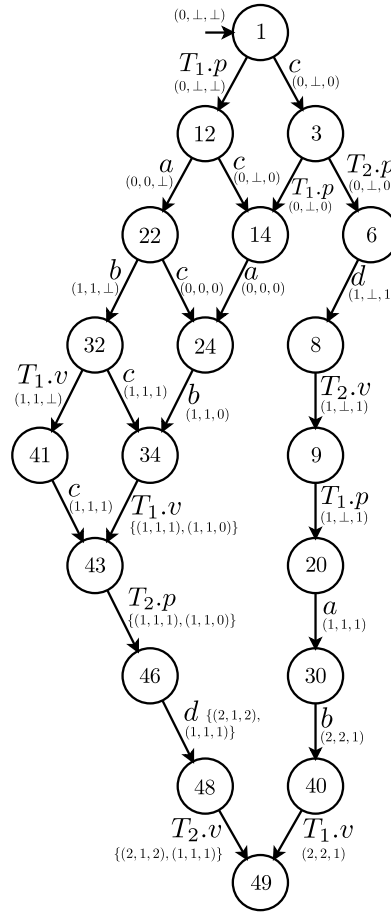 (0,⊥,⊥)
1
T₁.p
(0,⊥,⊥)
c
(0,⊥,0)
12
3
a
(0,0,⊥)
c
(0,⊥,0)
T₁.p
(0,⊥,0)
T₂.p
(0,⊥,0
22
14
6
b
(1,1,⊥)
c
(0,0,0)
a
(0,0,0)
d
(1,⊥,1
32
24
8
T₁.v
(1,1,⊥)
c
(1,1,1)
b
(1,1,0)
T₂.v
(1,⊥,1)
41
34
9
c
(1,1,1)
T₁.v
{(1,1,1),(1,1,0)}
T₁.p
(1,⊥,1)
43
20
T₂.p
{(1,1,1),(1,1,0)}
a
(1,1,1)
46
30
d {(2,1,2),
(1,1,1)}
b
(2,2,1)
48
40
T₂.v
{(2,1,2),(1,1,1)}
T₁.v
(2,2,1)
49